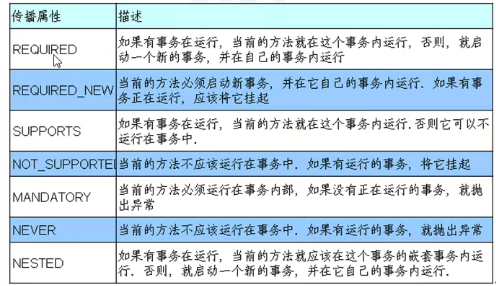 传播属性 描述
REQUIRED 如果有事务在运行，当前的方法就在这个事务内运行，否则，就启
动一个新的事务，并在自己的事务内运行
REQUIRED_NEW 当前的方法必须启动新事务，并在它自己的事务内运行．如果有事
务正在运行，应该将它挂起
SUPPORTS 如果有事务在运行，当前的方法就在这个事务内运行．否则它可以不
运行在事务中．
NOT_SUPPORTED 当前的方法不应该运行在事务中．如果有运行的事务，将它挂起
MANDATORY 当前的方法必须运行在事务内部，如果没有正在运行的事务，就抛
出异常
NEVER 当前的方法不应该运行在事务中．如果有运行的事务，就抛出异常
NESTED 如果有事务在运行，当前的方法就应该在这个事务的嵌套事务内运
行．否则，就启动一个新的事务，并在它自己的事务内运行．